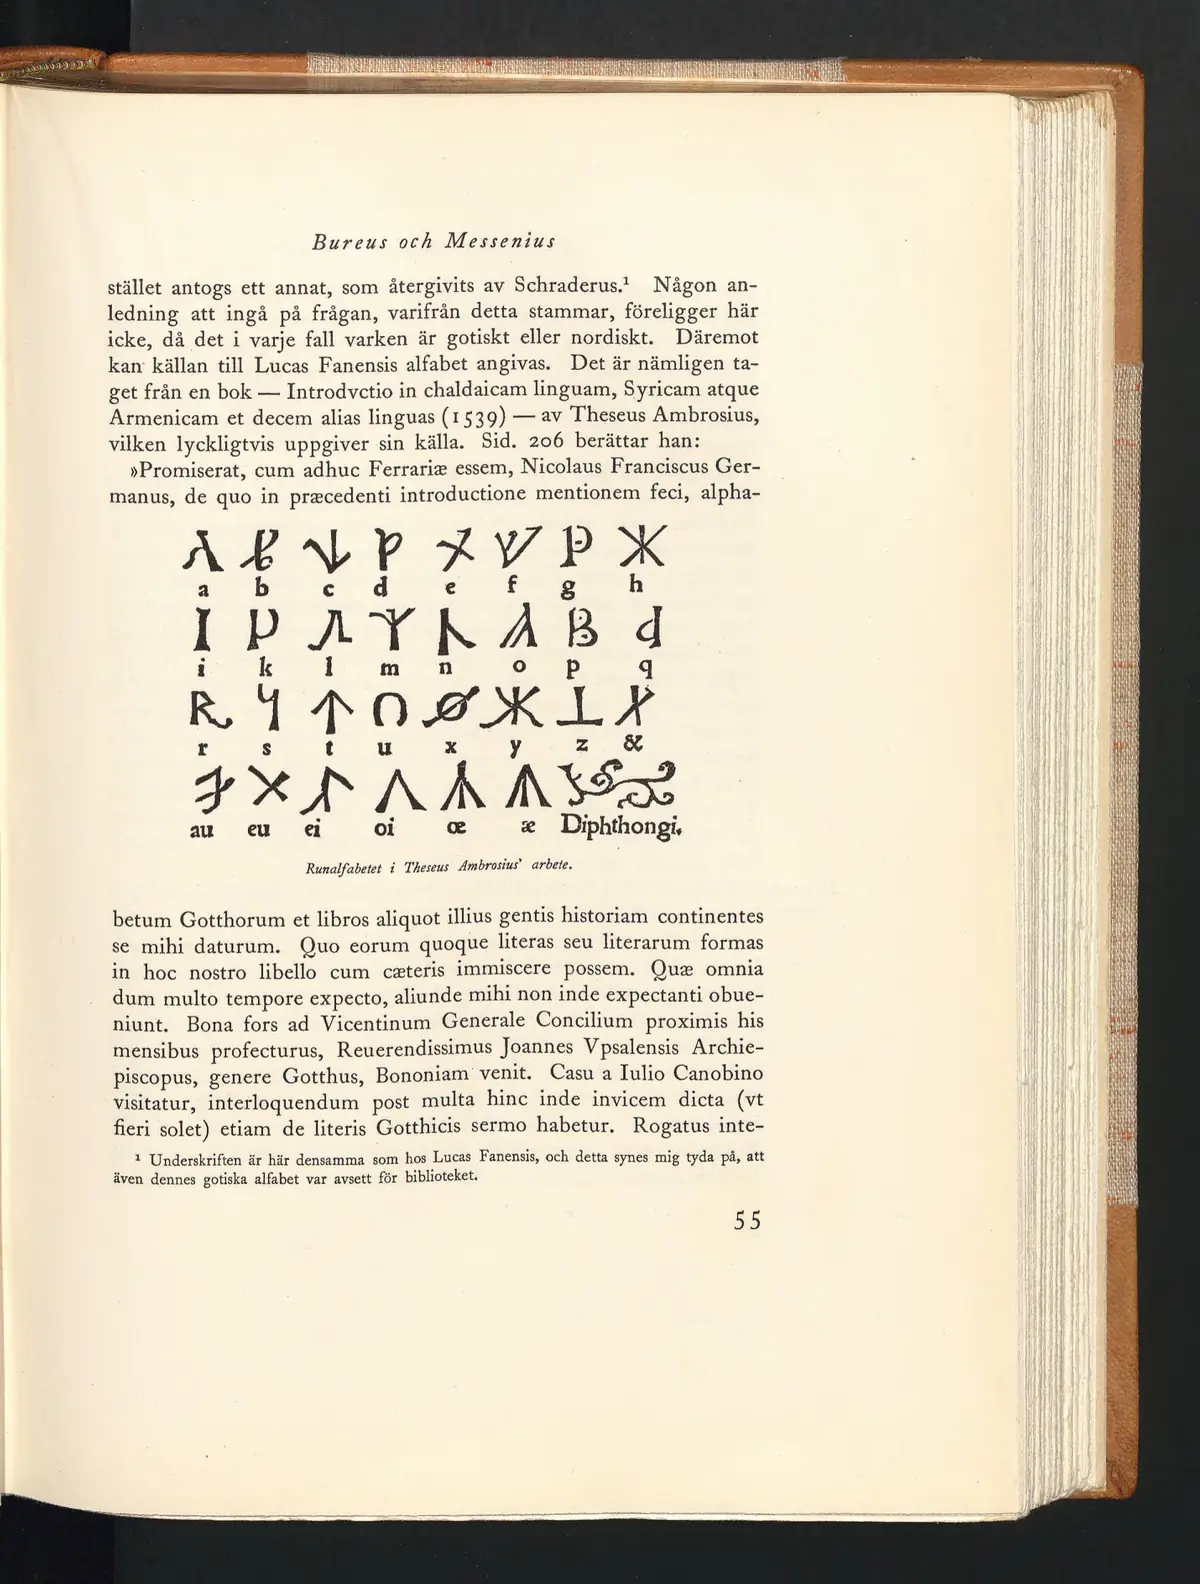 Bureus och Messenius
stället antogs ett annat, som återgivits av Schraderus.¹ Någon an-
ledning att ingå på frågan, varifrån detta stammar, föreligger här
icke, då det i varje fall varken är gotiskt eller nordiskt. Däremot
kan källan till Lucas Fanensis alfabet angivas. Det är nämligen ta-
get från en bok — Introdvctio in chaldaicam linguam, Syricam atque
Armenicam et decem alias linguas (1539) — av Theseus Ambrosius,
vilken lyckligtvis uppgiver sin källa. Sid. 206 berättar han:
»Promiserat, cum adhuc Ferrariæ essem, Nicolaus Franciscus Ger-
manus, de quo in præcedenti introductione mentionem feci, alpha-
a b c d e f g h
i k l m n o p q
r s t u x y z &
au eu ei oi œ æ Diphthongi.
Runalfabetet i Theseus Ambrosius' arbete.
betum Gotthorum et libros aliquot illius gentis historiam continentes
se mihi daturum. Quo eorum quoque literas seu literarum formas
in hoc nostro libello cum cæteris immiscere possem. Quæ omnia
dum multo tempore expecto, aliunde mihi non inde expectanti obue-
niunt. Bona fors ad Vicentinum Generale Concilium proximis his
mensibus profecturus, Reuerendissimus Joannes Vpsalensis Archie-
piscopus, genere Gotthus, Bononiam venit. Casu a Iulio Canobino
visitatur, interloquendum post multa hinc inde invicem dicta (vt
fieri solet) etiam de literis Gotthicis sermo habetur. Rogatus inte-
¹ Underskriften är här densamma som hos Lucas Fanensis, och detta synes mig tyda på, att
även dennes gotiska alfabet var avsett för biblioteket.
55